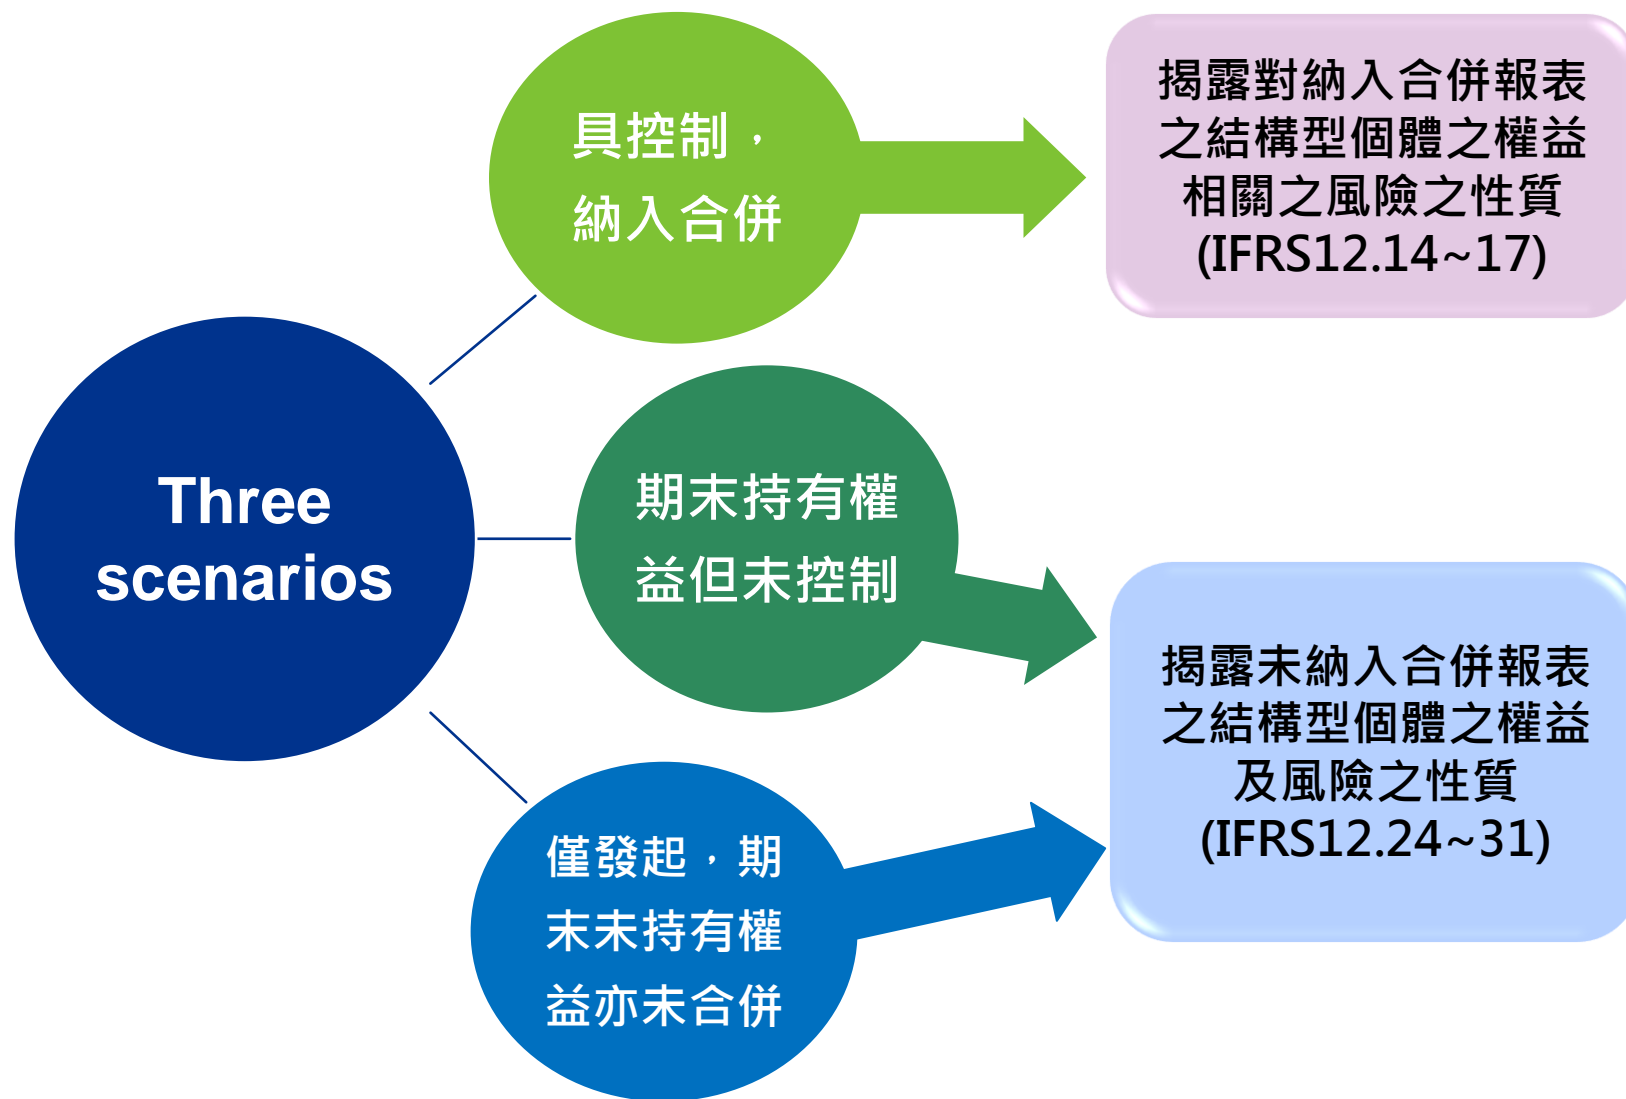 Three
scenarios
具控制，
納入合併
揭露對納入合併報表
之結構型個體之權益
相關之風險之性質
(IFRS12.14~17)
期末持有權
益但未控制
僅發起，期
末未持有權
益亦未合併
揭露未納入合併報表
之結構型個體之權益
及風險之性質
(IFRS12.24~31)